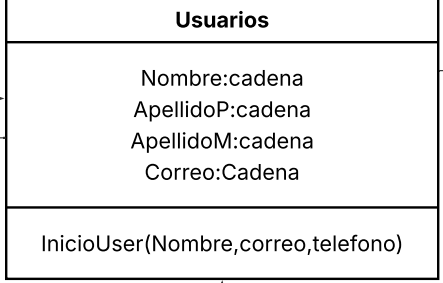 Usuarios
Nombre:cadena
ApellidoP:cadena
ApellidoM:cadena
Correo:Cadena
InicioUser(Nombre,correo,telefono)